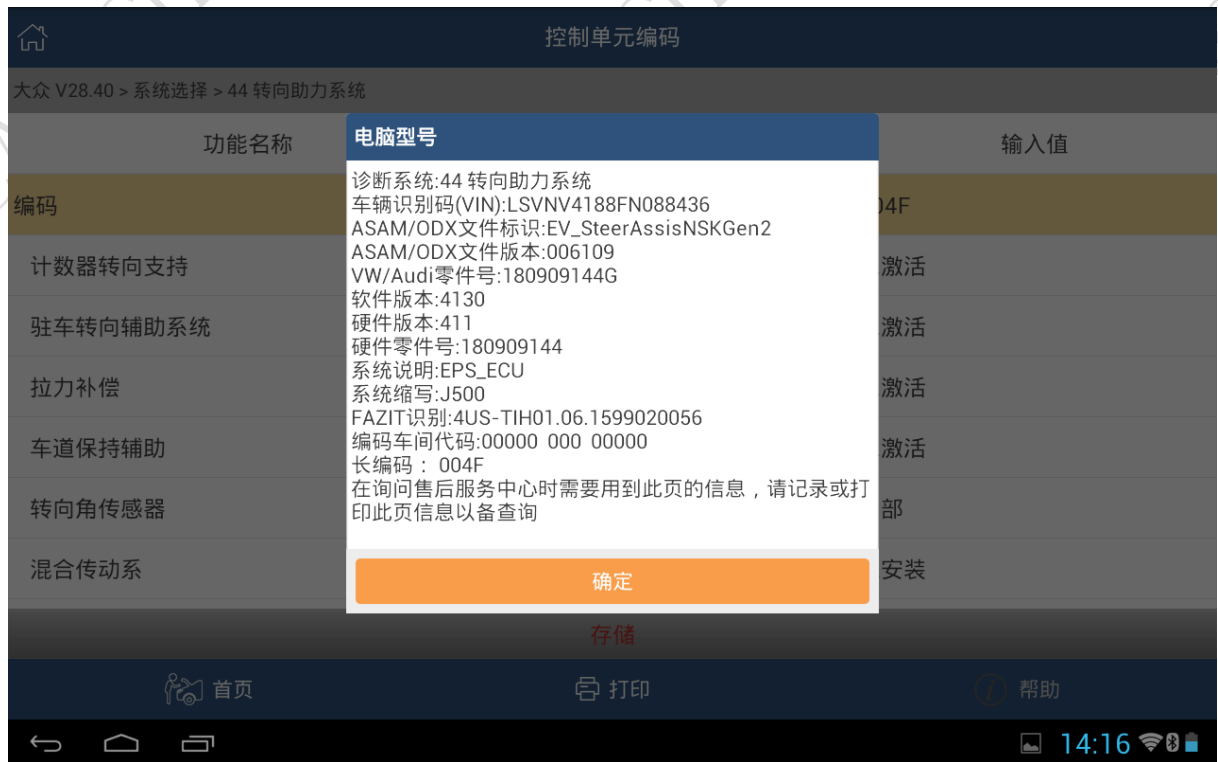 控制单元编码
大众 V28.40 > 系统选择 > 44 转向助力系统
功能名称
输入值
电脑型号
诊断系统:44 转向助力系统
车辆识别码(VIN):LSVNV4188FN088436
ASAM/ODX文件标识:EV_SteerAssisNSKGen2
ASAM/ODX文件版本:006109
VW/Audi零件号:180909144G
软件版本:4130
硬件版本:411
硬件零件号:180909144
系统说明:EPS_ECU
系统缩写:J500
FAZIT识别:4US-TIH01.06.1599020056
编码车间代码:00000 000 00000
长编码： 004F
在询问售后服务中心时需要用到此页的信息，请记录或打
印此页信息以备查询
确定
编码
04F
计数器转向支持
激活
驻车转向辅助系统
激活
拉力补偿
激活
车道保持辅助
激活
转向角传感器
部
混合传动系
安装
存储
首页
打印
帮助
14:16